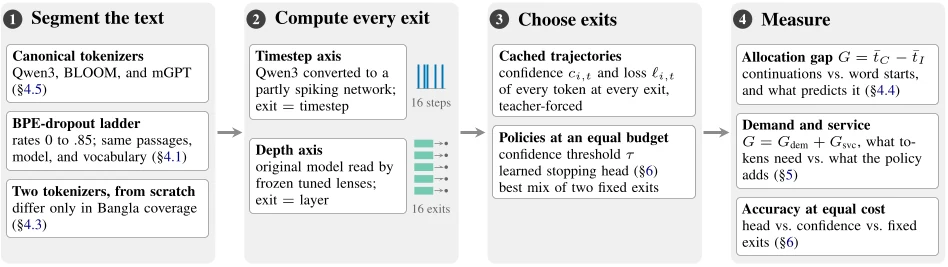 1 Segment the text
Canonical tokenizers
Qwen3, BLOOM, and mGPT
(§4.5)
BPE-dropout ladder
rates 0 to .85; same passages,
model, and vocabulary (§4.1)
Two tokenizers, from scratch
differ only in Bangla coverage
(§4.3)
2 Compute every exit
Timestep axis
Qwen3 converted to a
partly spiking network;
exit = timestep
16 steps
Depth axis
original model read by
frozen tuned lenses;
exit = layer
16 exits
3 Choose exits
Cached trajectories
confidence c_{i,t} and loss ℓ_{i,t}
of every token at every exit,
teacher-forced
Policies at an equal budget
confidence threshold τ
learned stopping head (§6)
best mix of two fixed exits
4 Measure
Allocation gap G = t̄_C − t̄_I
continuations vs. word starts,
and what predicts it (§4.4)
Demand and service
G = G_dem + G_svc, what to-
kens need vs. what the policy
adds (§5)
Accuracy at equal cost
head vs. confidence vs. fixed
exits (§6)